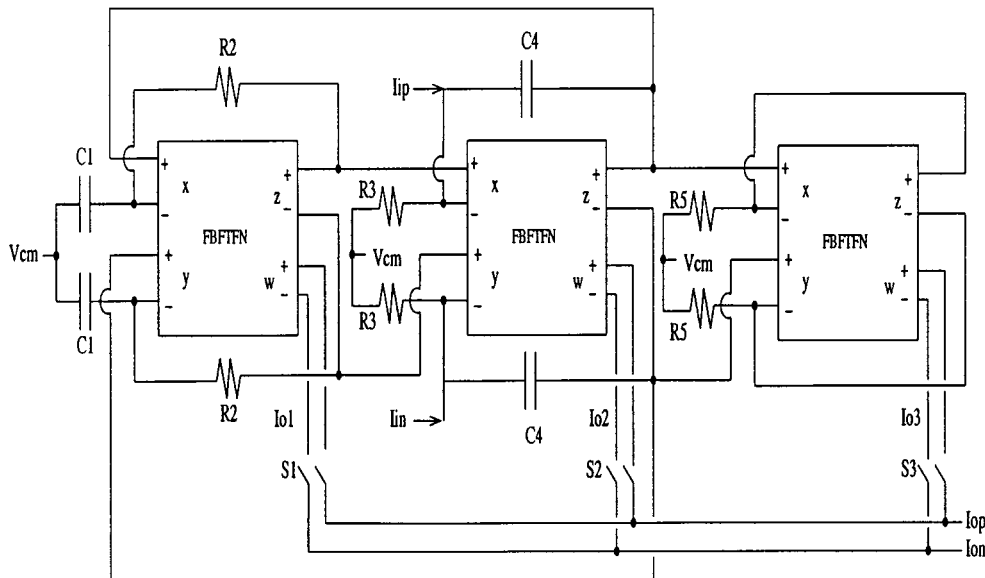 R2
C4
Iip
C1
+
x
-
+
z
-
FBFTFN
+
y
-
+
w
-
R3
+
x
-
+
z
-
FBFTFN
+
y
-
+
w
-
R5
+
x
-
+
z
-
FBFTFN
+
y
-
+
w
-
Vcm
Vcm
Vcm
C1
R3
R5
R2
Io1
Iin
C4
Io2
Io3
S1
S2
S3
Iop
Ion